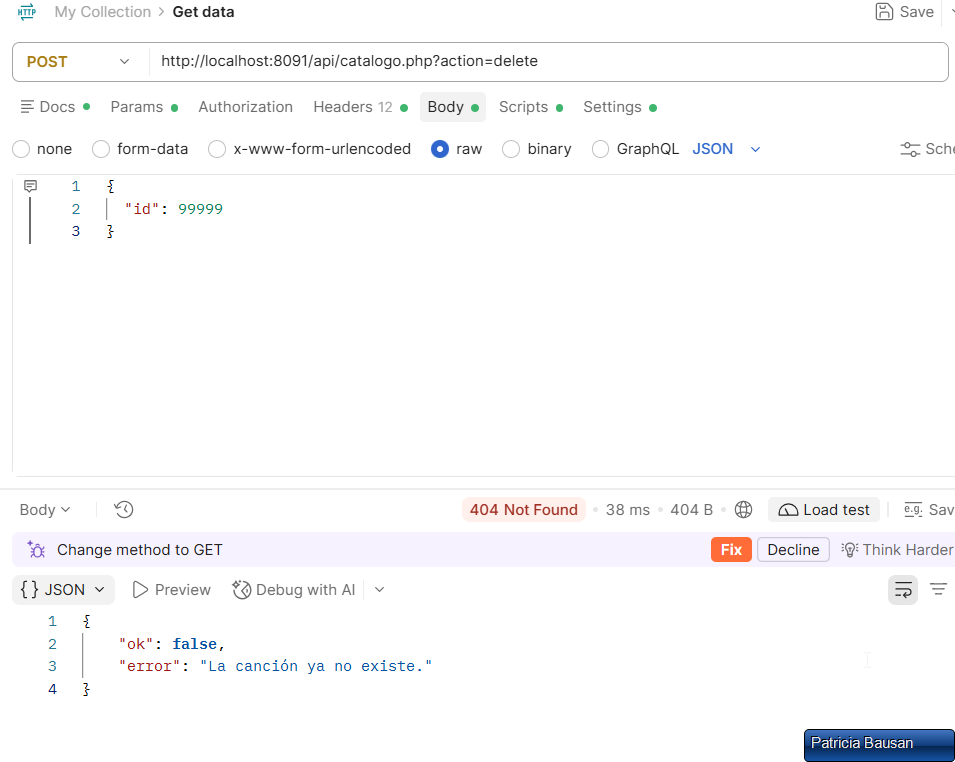 HTTP My Collection > Get data Save
POST http://localhost:8091/api/catalogo.php?action=delete
Docs Params Authorization Headers 12 Body Scripts Settings
none form-data x-www-form-urlencoded raw binary GraphQL JSON Sche
1 {
2 "id": 99999
3 }
Body 404 Not Found 38 ms 404 B Load test e.g. Sav
Change method to GET Fix Decline Think Harder
{} JSON Preview Debug with AI
1 {
2 "ok": false,
3 "error": "La canción ya no existe."
4 }
Patricia Bausan